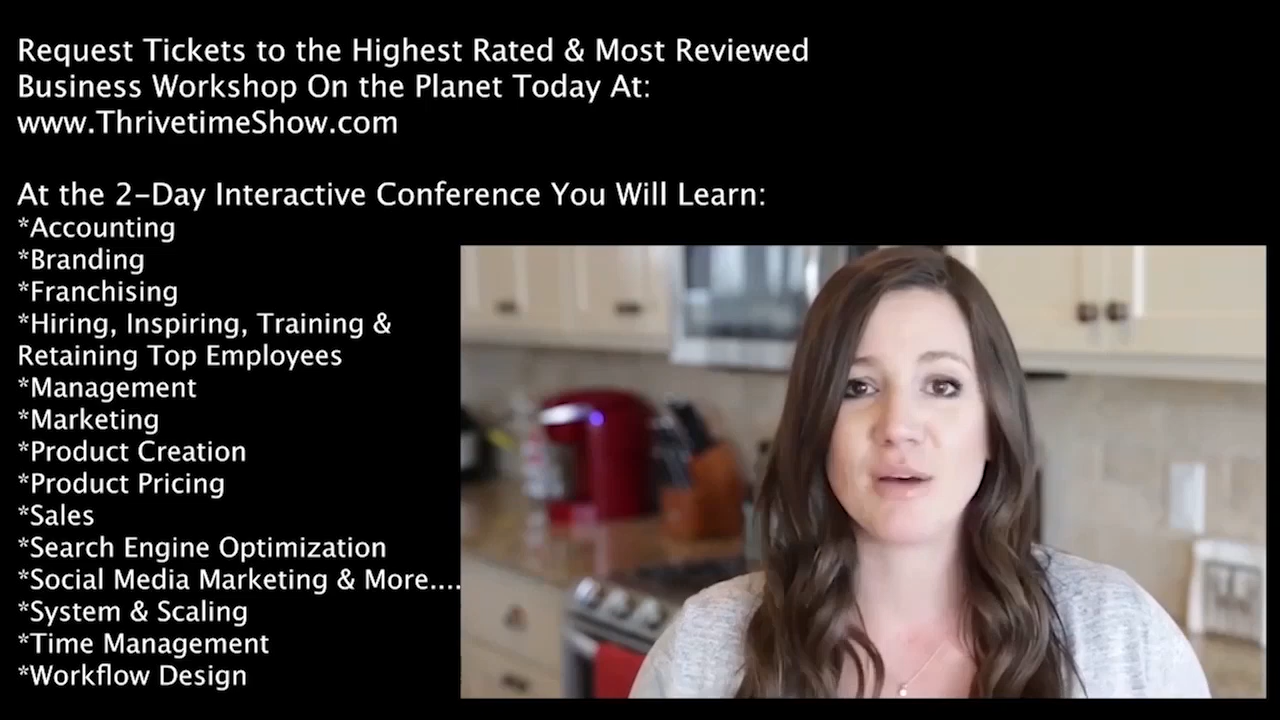 Request Tickets to the Highest Rated & Most Reviewed
Business Workshop On the Planet Today At:
www.ThrivetimeShow.com
At the 2-Day Interactive Conference You Will Learn:
*Accounting
*Branding
*Franchising
*Hiring, Inspiring, Training &
Retaining Top Employees
*Management
*Marketing
*Product Creation
*Product Pricing
*Sales
*Search Engine Optimization
*Social Media Marketing & More....
*System & Scaling
*Time Management
*Workflow Design